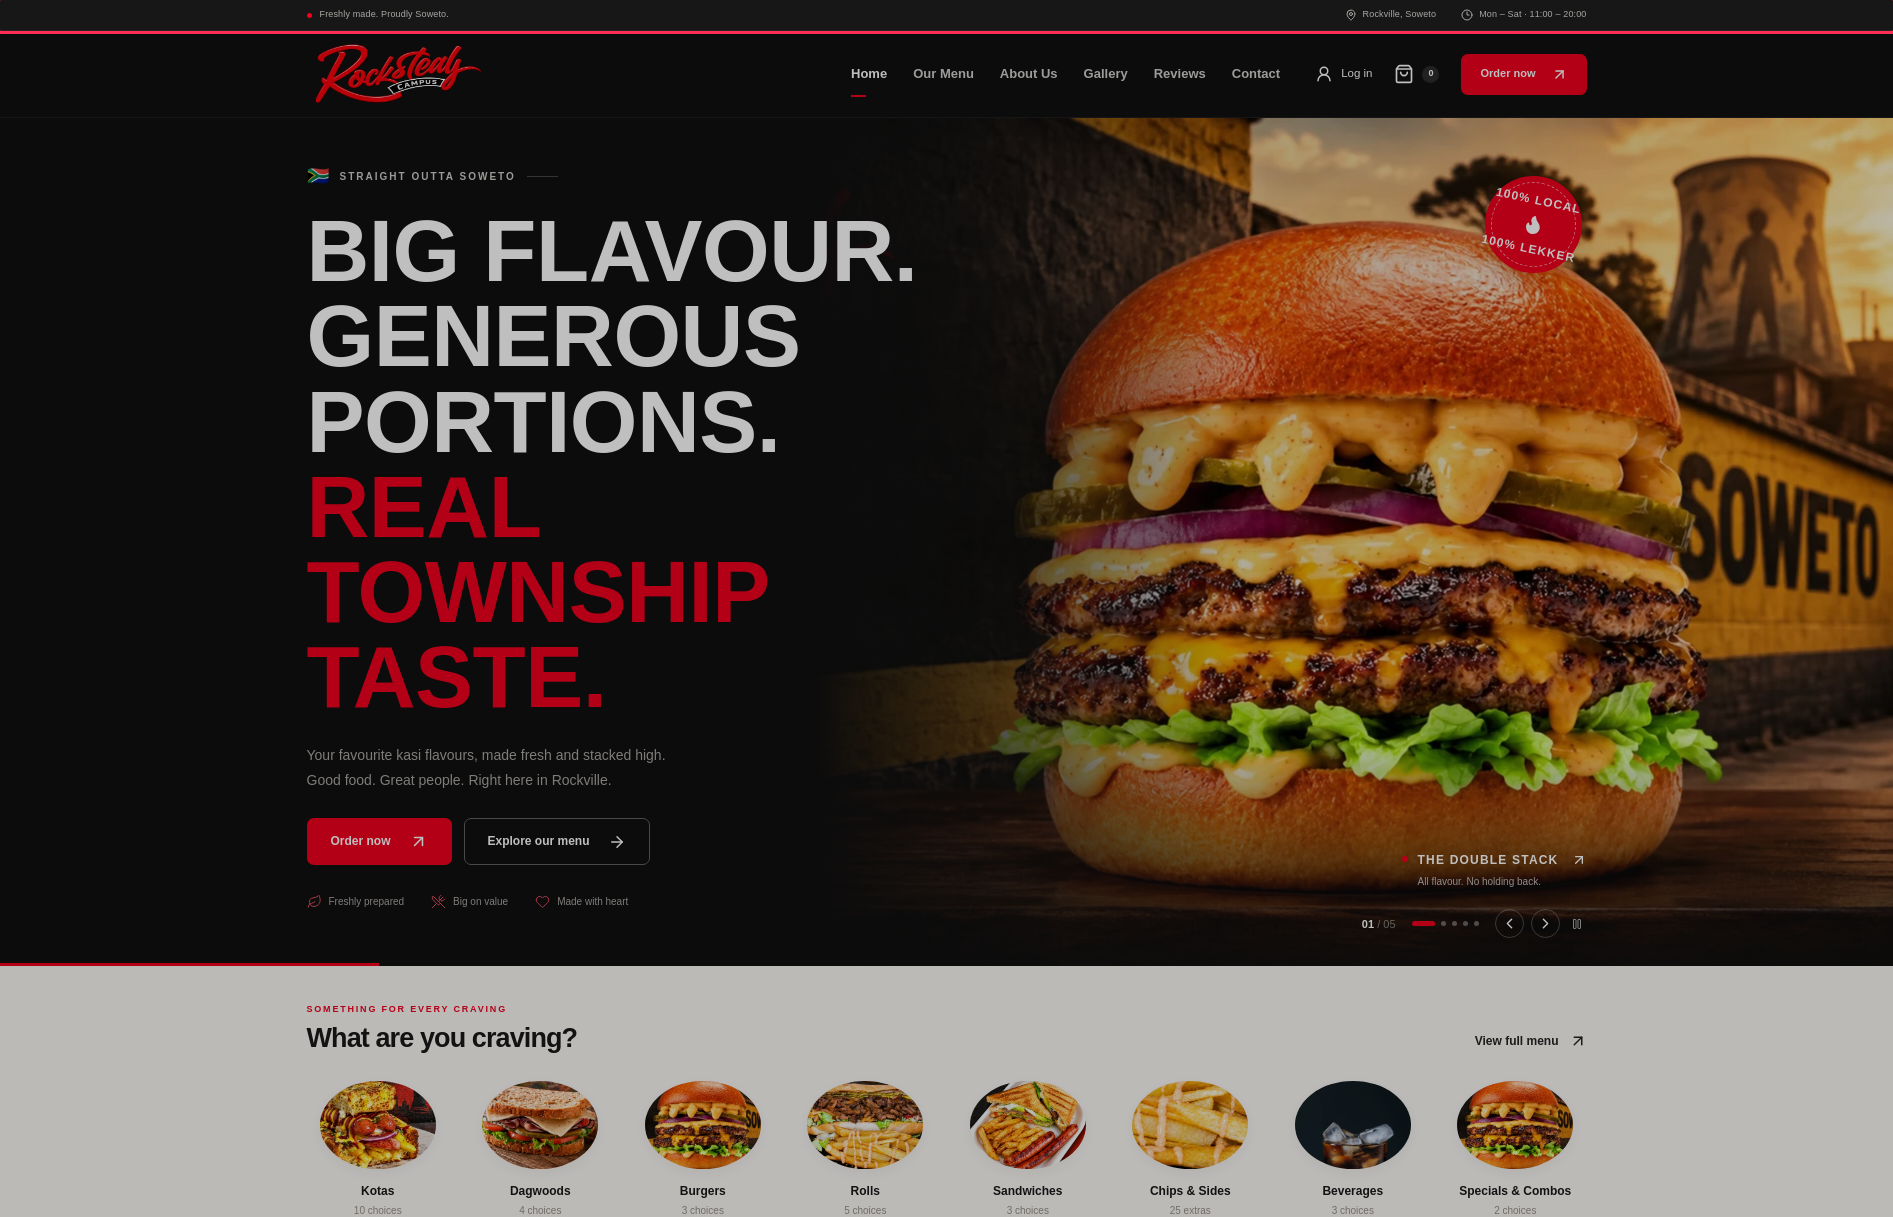 Freshly made. Proudly Soweto.
Rockville, Soweto
Mon – Sat · 11:00 – 20:00
Rocksteady
CAMPUS
Home
Our Menu
About Us
Gallery
Reviews
Contact
Log in
0
Order now
STRAIGHT OUTTA SOWETO
BIG FLAVOUR.
GENEROUS
PORTIONS.
REAL
TOWNSHIP
TASTE.
100% LOCAL
100% LEKKER
SOWETO
Your favourite kasi flavours, made fresh and stacked high.
Good food. Great people. Right here in Rockville.
Order now
Explore our menu
Freshly prepared
Big on value
Made with heart
THE DOUBLE STACK
All flavour. No holding back.
01 / 05
SOMETHING FOR EVERY CRAVING
What are you craving?
View full menu
Kotas
10 choices
Dagwoods
4 choices
Burgers
3 choices
Rolls
5 choices
Sandwiches
3 choices
Chips & Sides
25 extras
Beverages
3 choices
Specials & Combos
2 choices